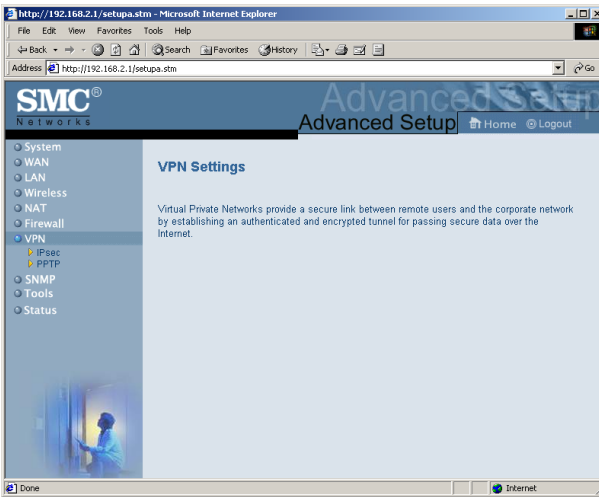 http://192.168.2.1/setupa.stm - Microsoft Internet Explorer
File Edit View Favorites Tools Help
Back Search Favorites History
Address http://192.168.2.1/setupa.stm Go
SMC®
Networks
Advanced Setup
Advanced Setup Home Logout
System
WAN
LAN
Wireless
NAT
Firewall
VPN
IPsec
PPTP
SNMP
Tools
Status
VPN Settings
Virtual Private Networks provide a secure link between remote users and the corporate network
by establishing an authenticated and encrypted tunnel for passing secure data over the
Internet.
Done Internet